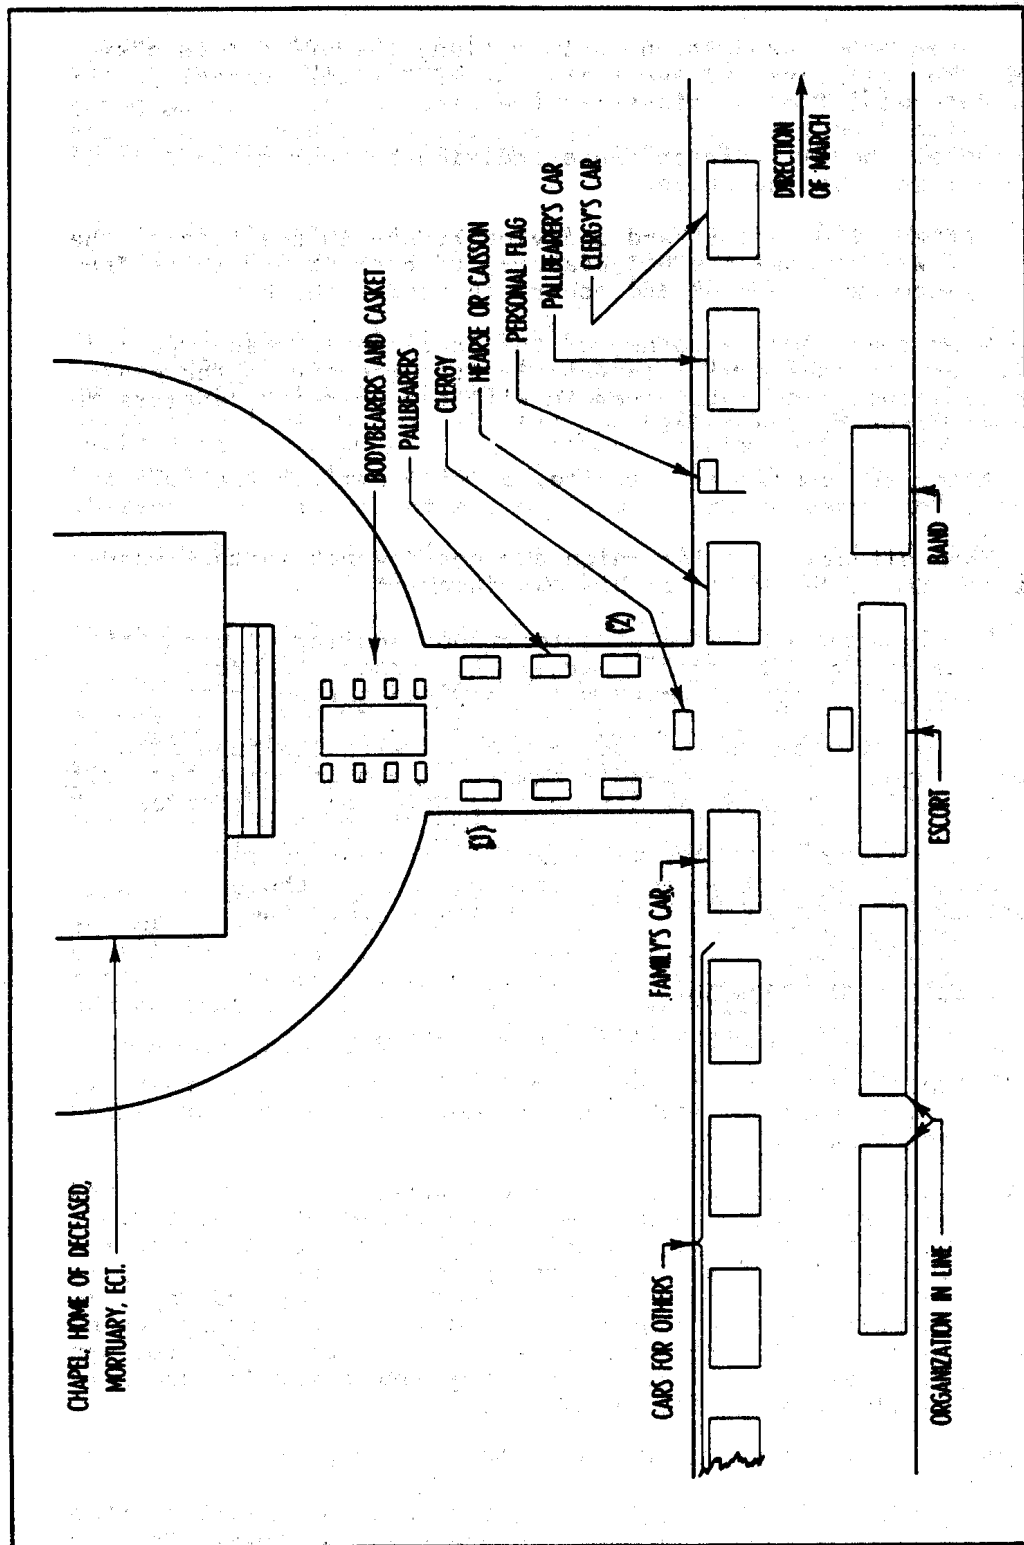 CHAPEL, HOME OF DECEASED,
MORTUARY, ECT.
BODYBEARERS AND CASKET
PALLBEARERS
CLERGY
HEARSE OR CAISSON
PERSONAL FLAG
PALLBEARER'S CAR
CLERGY'S CAR
DIRECTION
OF MARCH
(1)
(2)
FAMILY'S CAR
CARS FOR OTHERS
BAND
ESCORT
ORGANIZATION IN LINE